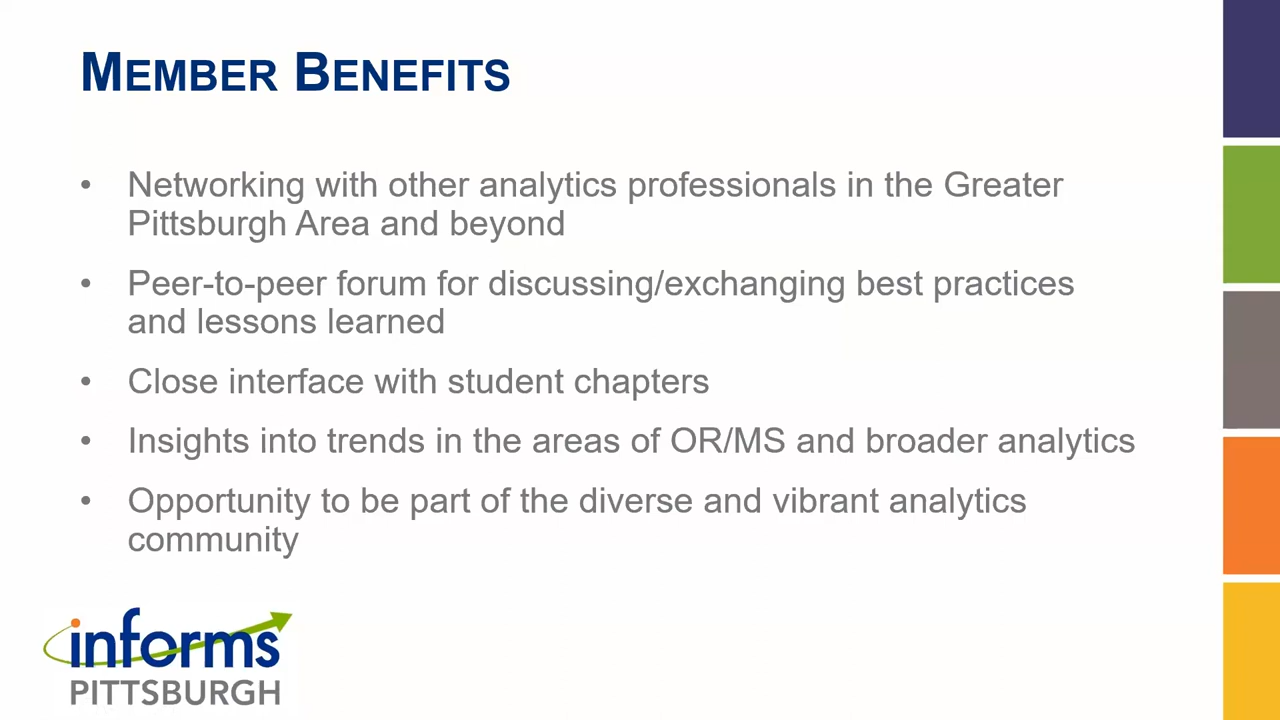 MEMBER BENEFITS
• Networking with other analytics professionals in the Greater
Pittsburgh Area and beyond
• Peer-to-peer forum for discussing/exchanging best practices
and lessons learned
• Close interface with student chapters
• Insights into trends in the areas of OR/MS and broader analytics
• Opportunity to be part of the diverse and vibrant analytics
community
informs
PITTSBURGH